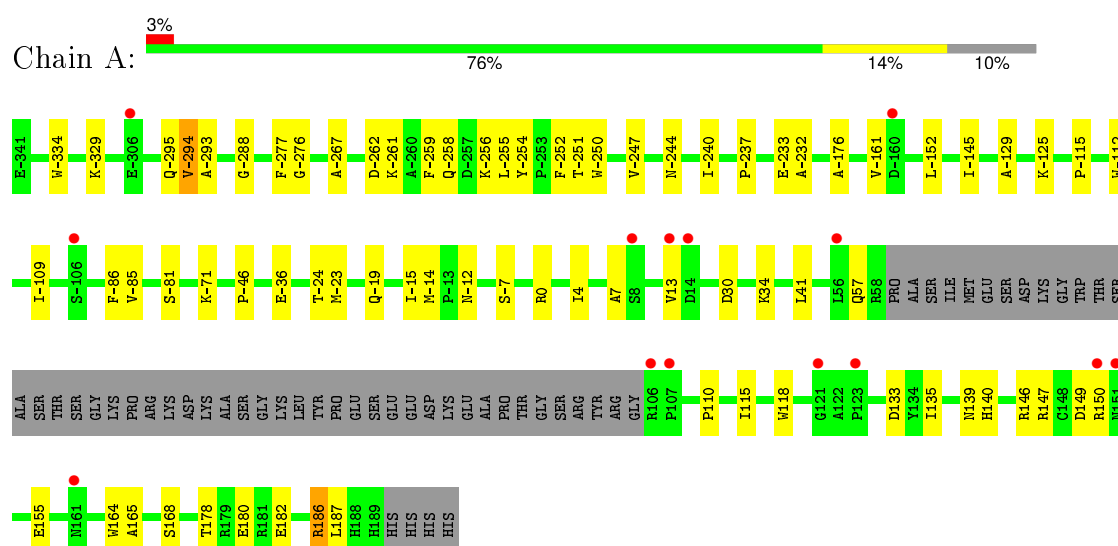 3%
Chain A:
76% 14% 10%
E-341 W-334 K-329 E-306 Q-295 V-294 A-293 G-288 F-277 G-276 A-267 D-262 K-261 A-260 F-259 Q-258 D-257 K-256 L-255 Y-254 P-253 F-252 T-251 W-250 V-247 N-244 I-240 P-237 E-233 A-232 A-176 V-161 D-160 L-152 I-145 A-129 K-125 P-115 W-112
I-109 S-106 F-86 V-85 S-81 K-71 P-46 E-36 T-24 M-23 Q-19 I-15 M-14 P-13 N-12 S-7 R0 I4 A7 S8 V13 D14 D30 K34 L41 L56 Q57 R58 PRO ALA SER ILE MET GLU SER ASP LYS GLY TRP THR SER
ALA SER THR SER GLY LYS PRO ARG LYS ASP LYS ALA SER GLY LYS LEU TYR PRO GLU SER GLU GLU ASP LYS GLU ALA PRO THR GLY SER ARG TYR ARG GLY R106 P107 P110 I115 W118 G121 A122 P123 D133 Y134 I135 N139 H140 R146 R147 C148 D149 R150 N151
E155 N161 W164 A165 S168 T178 R179 E180 R181 E182 R186 L187 H188 H189 HIS HIS HIS HIS